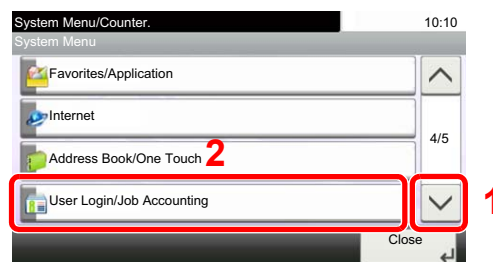 System Menu/Counter. 10:10
System Menu
Favorites/Application
Internet
4/5
Address Book/One Touch 2
User Login/Job Accounting
1
Close